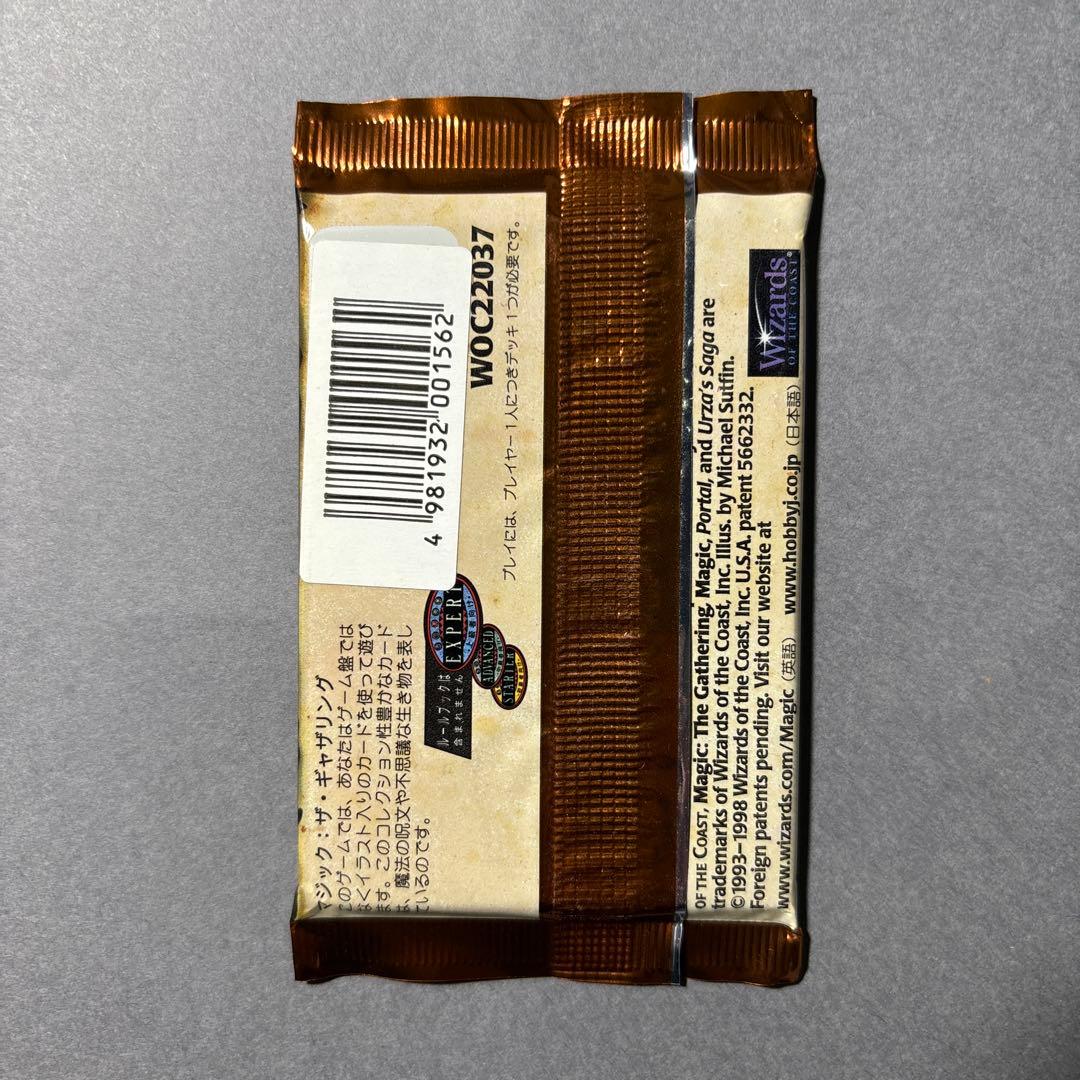 マジック：ザ・ギャザリング
このゲームでは、あなたはゲーム盤では
なくイラスト入りのカードを使って遊び
ます。このコレクション性豊かなカード
は、魔法の呪文や不思議な生き物を表し
ているのです。
ルールブックは
含まれません
EXPERT
上級者向け
ADVANCED
STARTER
4 981932 001562
WOC22037
プレイには、プレイヤー1人につきデッキ1つが必要です。
OF THE COAST, Magic: The Gathering, Magic, Portal, and Urza's Saga are
trademarks of Wizards of the Coast, Inc. Illus. by Michael Sutfin.
©1993–1998 Wizards of the Coast, Inc. U.S.A. patent 5662332.
Foreign patents pending. Visit our website at
www.wizards.com/Magic（英語） www.hobbyj.co.jp（日本語）
Wizards
OF THE COAST®